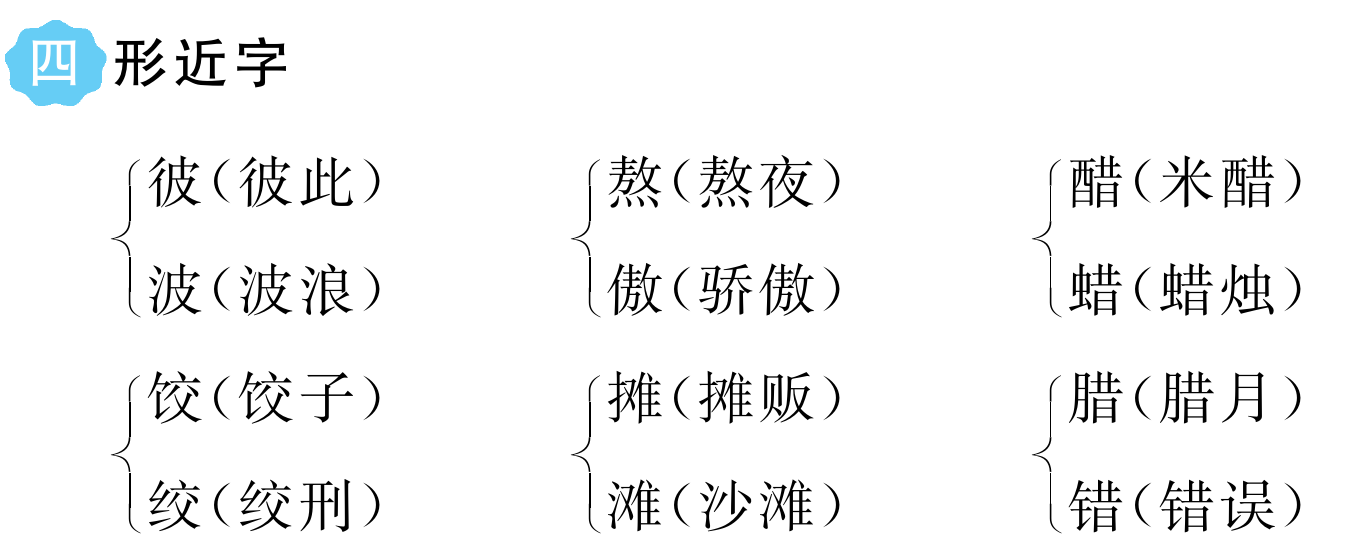 四 形近字
彼(彼此) 熬(熬夜) 醋(米醋)
波(波浪) 傲(骄傲) 蜡(蜡烛)
饺(饺子) 摊(摊贩) 腊(腊月)
绞(绞刑) 滩(沙滩) 错(错误)